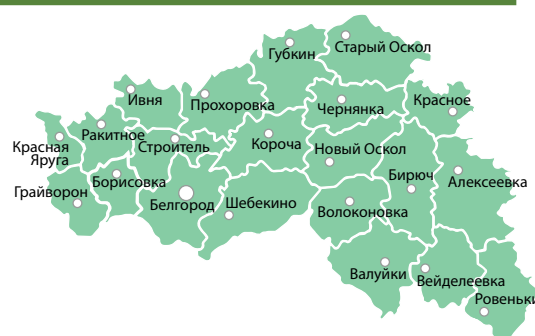 Губкин
Старый Оскол
Ивня
Прохоровка
Чернянка
Красное
Ракитное
Красная
Яруга
Строитель
Короча
Новый Оскол
Бирюч
Алексеевка
Грайворон
Борисовка
Белгород
Шебекино
Волоконовка
Валуйки
Вейделеевка
Ровеньки